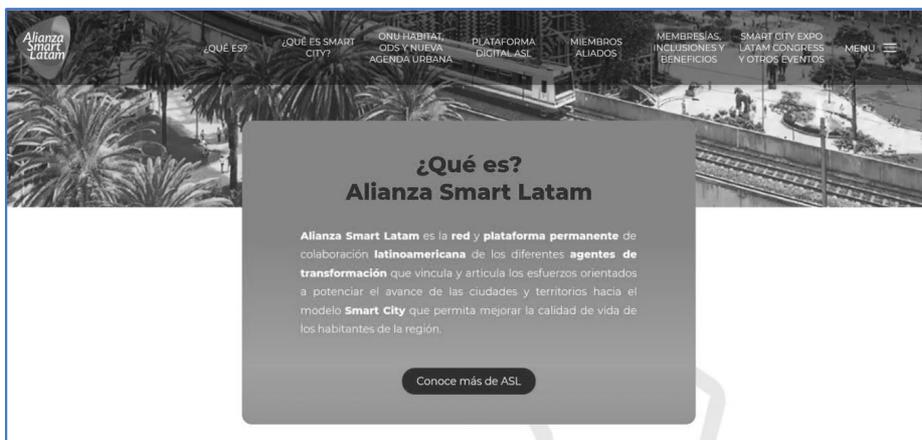 Alianza
Smart
Latam
¿QUÉ ES?
¿QUÉ ES SMART
CITY?
ONU HABITAT,
ODS Y NUEVA
AGENDA URBANA
PLATAFORMA
DIGITAL ASL
MIEMBROS
ALIADOS
MEMBRESÍAS,
INCLUSIONES Y
BENEFICIOS
SMART CITY EXPO
LATAM CONGRESS
Y OTROS EVENTOS
MENU
¿Qué es?
Alianza Smart Latam
Alianza Smart Latam es la red y plataforma permanente de
colaboración latinoamericana de los diferentes agentes de
transformación que vincula y articula los esfuerzos orientados
a potenciar el avance de las ciudades y territorios hacia el
modelo Smart City que permita mejorar la calidad de vida de
los habitantes de la región.
Conoce más de ASL